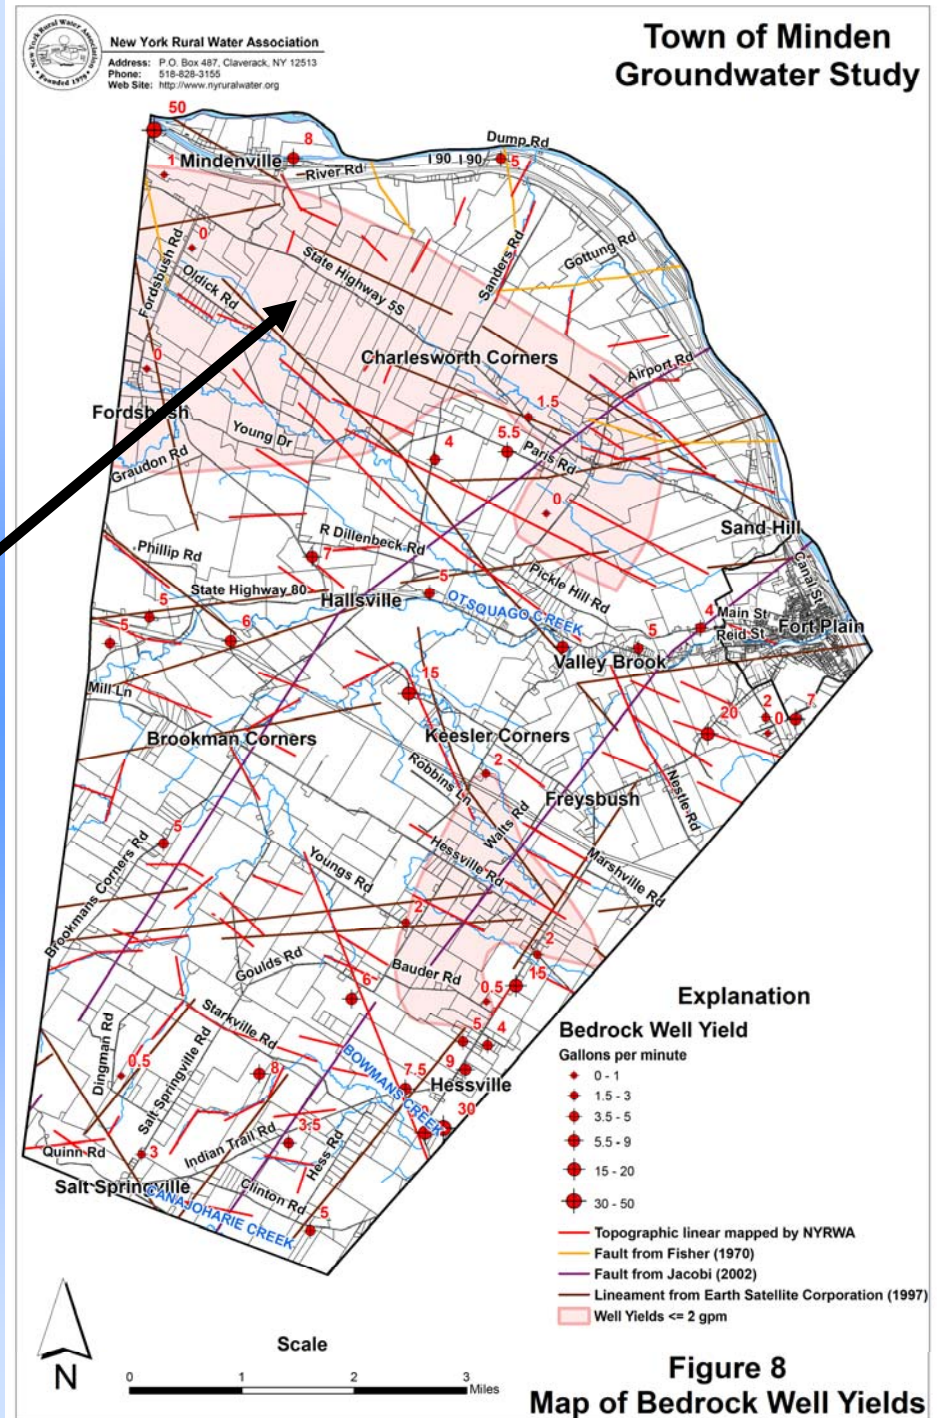 New York Rural Water Association
Address: P.O. Box 487, Claverack, NY 12513
Phone: 518-828-3155
Web Site: http://www.nyruralwater.org
New York Rural Water Association
Founded 1979
Town of Minden
Groundwater Study
50
8
Dump Rd
Mindenville
I 90 I 90
5
River Rd
1
0
Fordsbush Rd
Oldick Rd
State Highway 5S
Sanders Rd
Gottung Rd
Charlesworth Corners
Airport Rd
0
Fordsbush
1.5
Young Dr
4
5.5
Paris Rd
Graudon Rd
0
Sand Hill
R Dillenbeck Rd
Phillip Rd
7
Canal St
State Highway 80
5
Pickle Hill Rd
Hallsville
OTSQUAGO CREEK
5
4
Main St
Fort Plain
5
6
5
Reid St
Valley Brook
15
Mill Ln
20
2
0
7
Brookman Corners
Keesler Corners
2
Robbins Ln
Freysbush
Nestle Rd
Walts Rd
5
Hessville Rd
Marshville Rd
Brookmans Corners Rd
Youngs Rd
2
2
Goulds Rd
Bauder Rd
15
6
0.5
Starkville Rd
5
4
Dingman Rd
0.5
Salt Springville Rd
8
BOWMANS CREEK
7.5
9
Hessville
30
3.5
Quinn Rd
3
Indian Trail Rd
Hess Rd
Salt Springville
Clinton Rd
CANAJOHARIE CREEK
5
Explanation
Bedrock Well Yield
Gallons per minute
0 - 1
1.5 - 3
3.5 - 5
5.5 - 9
15 - 20
30 - 50
Topographic linear mapped by NYRWA
Fault from Fisher (1970)
Fault from Jacobi (2002)
Lineament from Earth Satellite Corporation (1997)
Well Yields <= 2 gpm
N
Scale
0 1 2 3
Miles
Figure 8
Map of Bedrock Well Yields